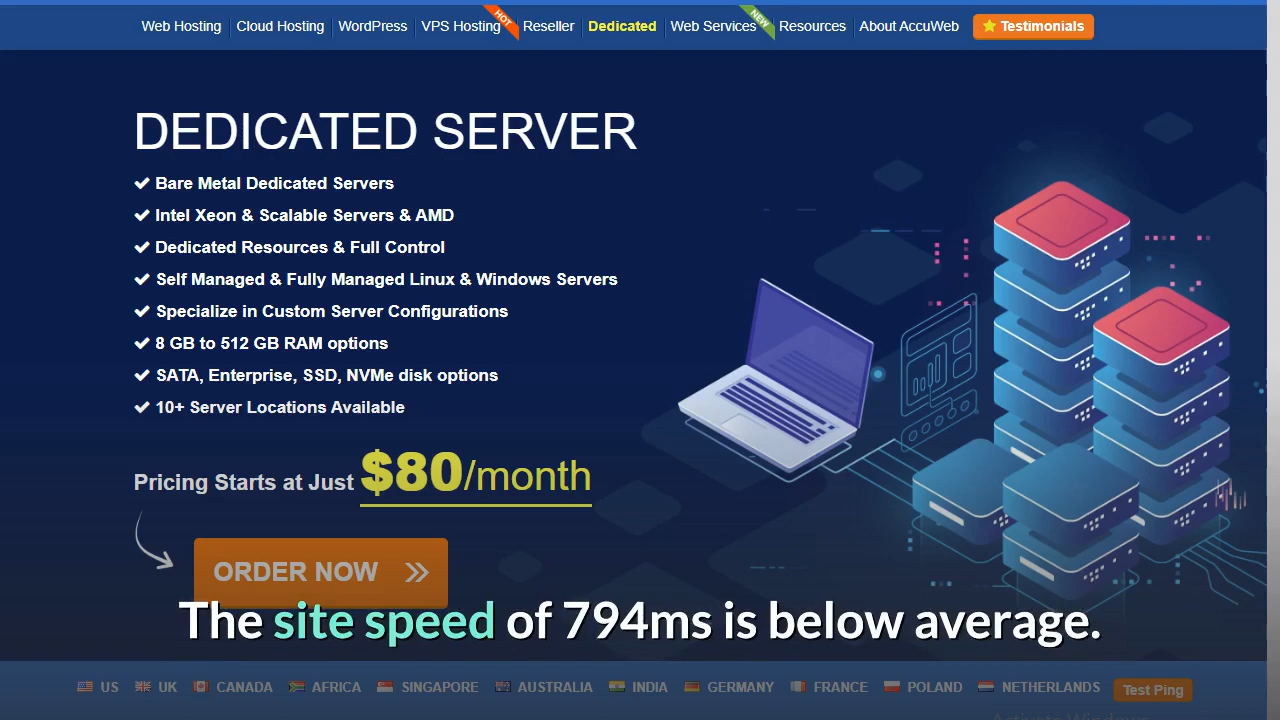 Web Hosting Cloud Hosting WordPress VPS Hosting HOT Reseller Dedicated Web Services NEW Resources About AccuWeb Testimonials
DEDICATED SERVER
Bare Metal Dedicated Servers
Intel Xeon & Scalable Servers & AMD
Dedicated Resources & Full Control
Self Managed & Fully Managed Linux & Windows Servers
Specialize in Custom Server Configurations
8 GB to 512 GB RAM options
SATA, Enterprise, SSD, NVMe disk options
10+ Server Locations Available
Pricing Starts at Just $80/month
ORDER NOW
The site speed of 794ms is below average.
US UK CANADA AFRICA SINGAPORE AUSTRALIA INDIA GERMANY FRANCE POLAND NETHERLANDS Test Ping
Activate Windows